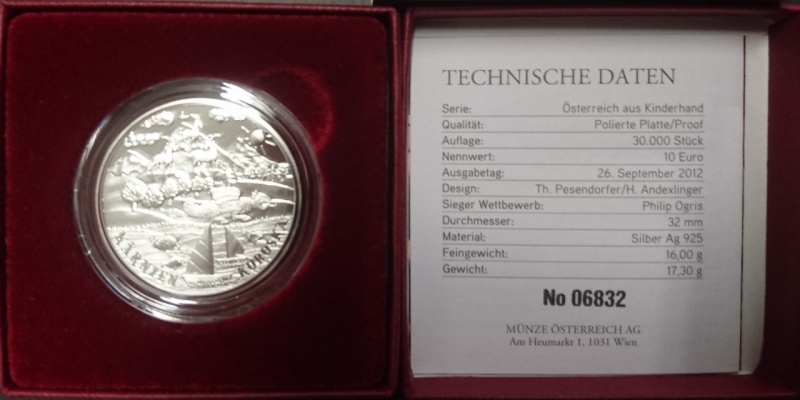 KÄRNTEN KOROŠKA
TECHNISCHE DATEN
Serie: Österreich aus Kinderhand
Qualität: Polierte Platte/Proof
Auflage: 30.000 Stück
Nennwert: 10 Euro
Ausgabetag: 26. September 2012
Design: Th. Pesendorfer/H. Andexlinger
Sieger Wettbewerb: Philip Ogris
Durchmesser: 32 mm
Material: Silber Ag 925
Feingewicht: 16,00 g
Gewicht: 17,30 g
No 06832
MÜNZE ÖSTERREICH AG
Am Heumarkt 1, 1031 Wien